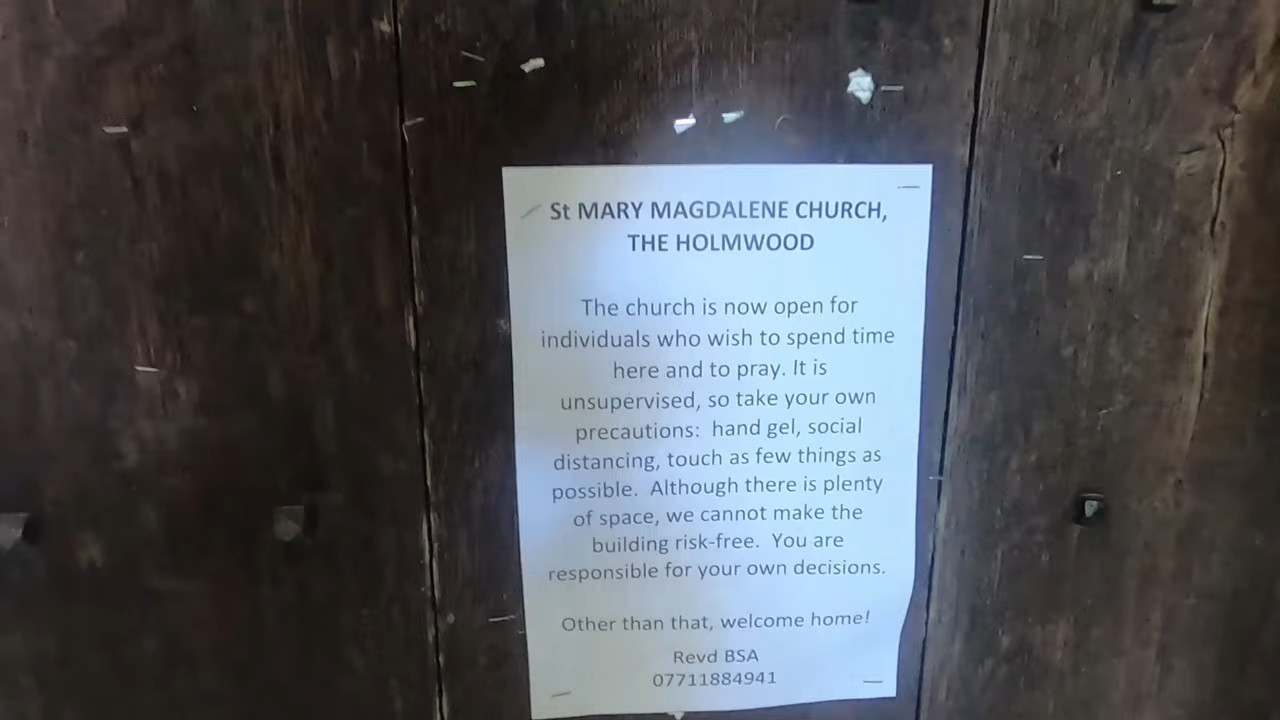 St MARY MAGDALENE CHURCH,
THE HOLMWOOD
The church is now open for
individuals who wish to spend time
here and to pray. It is
unsupervised, so take your own
precautions:  hand gel, social
distancing, touch as few things as
possible.  Although there is plenty
of space, we cannot make the
building risk-free.  You are
responsible for your own decisions.
Other than that, welcome home!
Revd BSA
07711884941